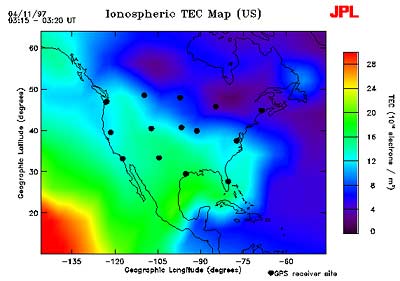 04/11/97
03:15 - 03:20 UT
Ionospheric TEC Map (US)
JPL
60
50
40
30
20
Geographic Latitude (degrees)
-135
-120
-105
-90
-75
-60
Geographic Longitude (degrees)
GPS receiver site
28
24
20
16
12
8
4
0
TEC (10¹⁶ electrons / m²)